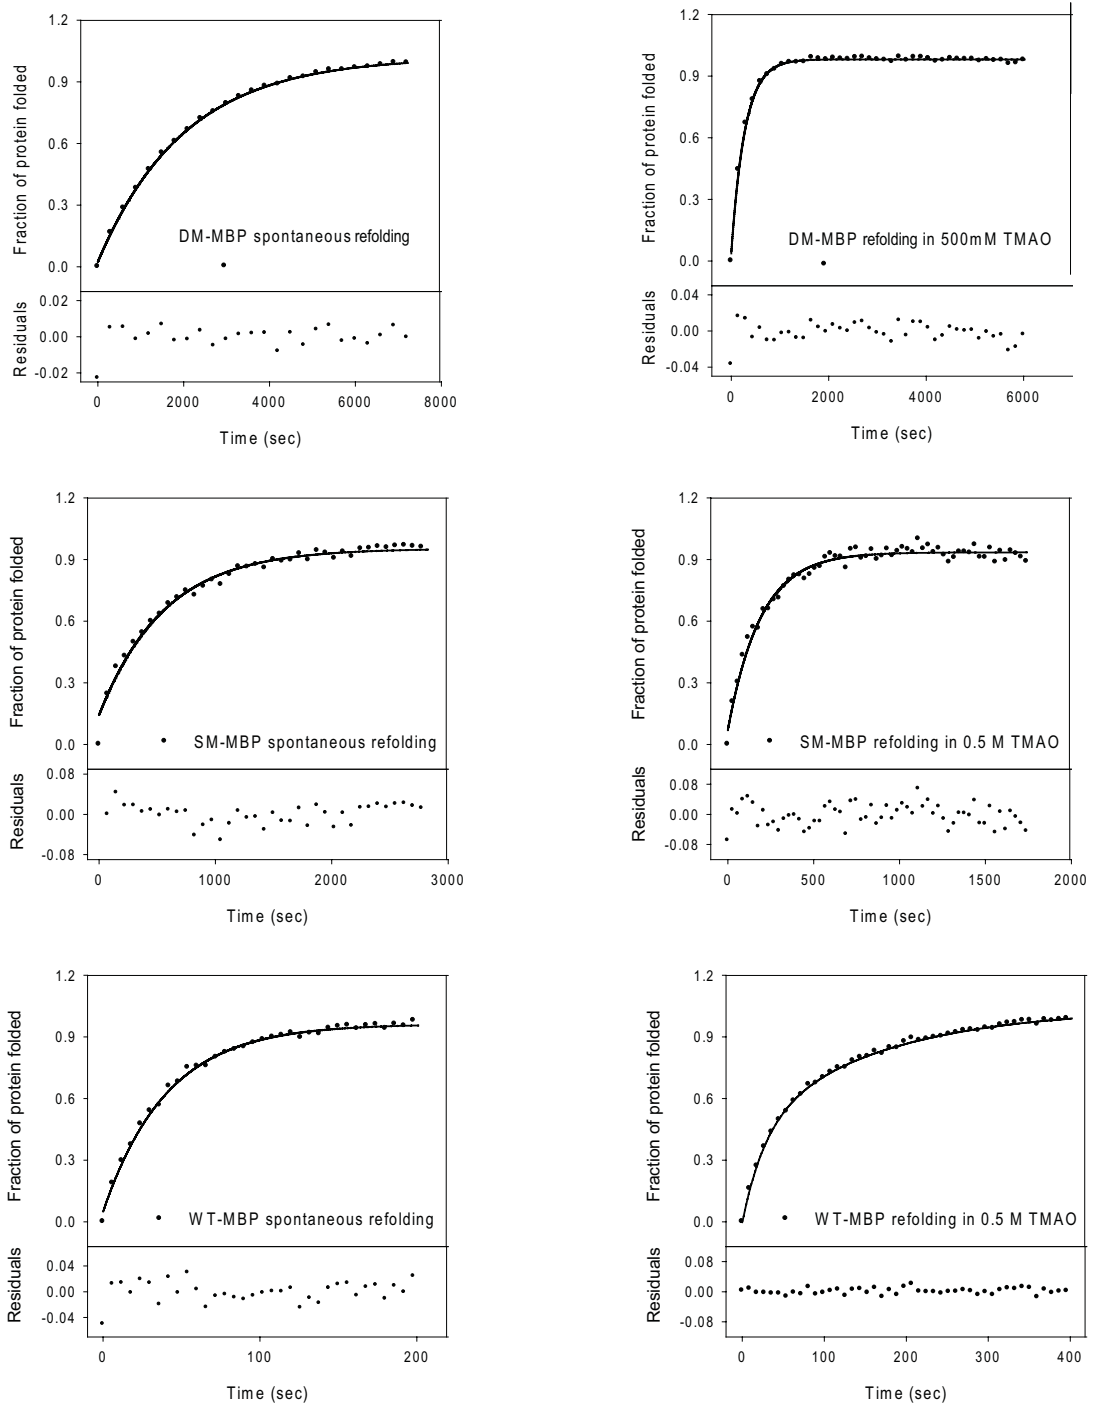 1.2
0.9
0.6
0.3
0.0
Fraction of protein folded
DM-MBP spontaneous refolding
0.02
0.00
-0.02
Residuals
0 2000 4000 6000 8000
Time (sec)
1.2
0.9
0.6
0.3
0.0
Fraction of protein folded
DM-MBP refolding in 500mM TMAO
0.04
0.00
-0.04
Residuals
0 2000 4000 6000
Time (sec)
1.2
0.9
0.6
0.3
0.0
Fraction of protein folded
SM-MBP spontaneous refolding
0.08
0.00
-0.08
Residuals
0 1000 2000 3000
Time (sec)
1.2
0.9
0.6
0.3
0.0
Fraction of protein folded
SM-MBP refolding in 0.5 M TMAO
0.08
0.00
-0.08
Residuals
0 500 1000 1500 2000
Time (sec)
1.2
0.9
0.6
0.3
0.0
Fraction of protein folded
WT-MBP spontaneous refolding
0.04
0.00
-0.04
Residuals
0 100 200
Time (sec)
1.2
0.9
0.6
0.3
0.0
Fraction of protein folded
WT-MBP refolding in 0.5 M TMAO
0.08
0.00
-0.08
Residuals
0 100 200 300 400
Time (sec)